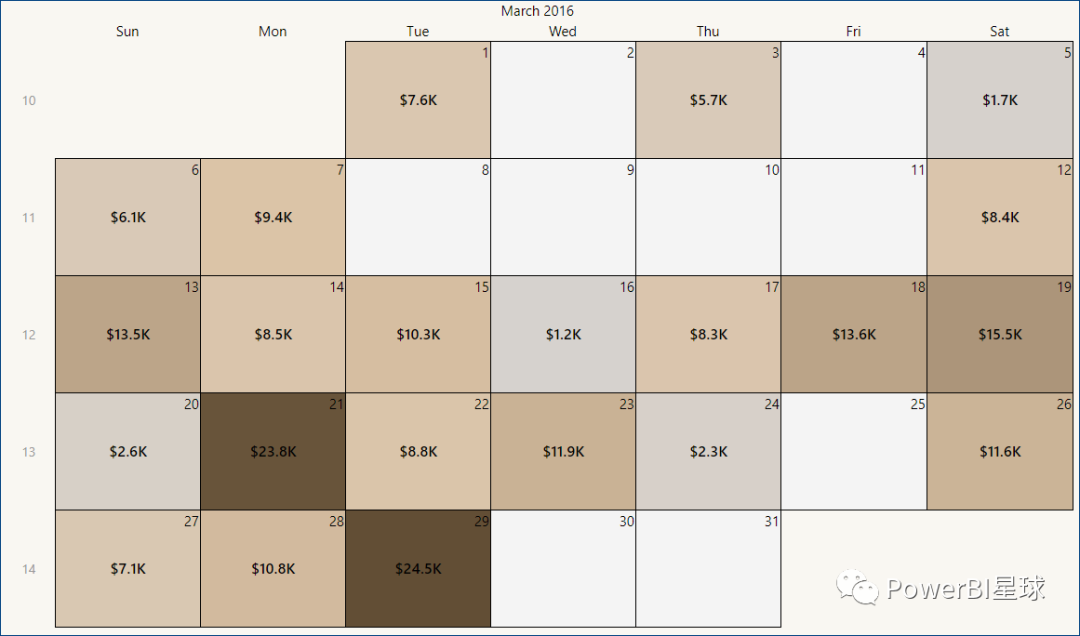 March 2016
Sun Mon Tue Wed Thu Fri Sat
1 2 3 4 5
10 $7.6K $5.7K $1.7K
6 7 8 9 10 11 12
11 $6.1K $9.4K $8.4K
13 14 15 16 17 18 19
12 $13.5K $8.5K $10.3K $1.2K $8.3K $13.6K $15.5K
20 21 22 23 24 25 26
13 $2.6K $23.8K $8.8K $11.9K $2.3K $11.6K
27 28 29 30 31
14 $7.1K $10.8K $24.5K
PowerBI星球